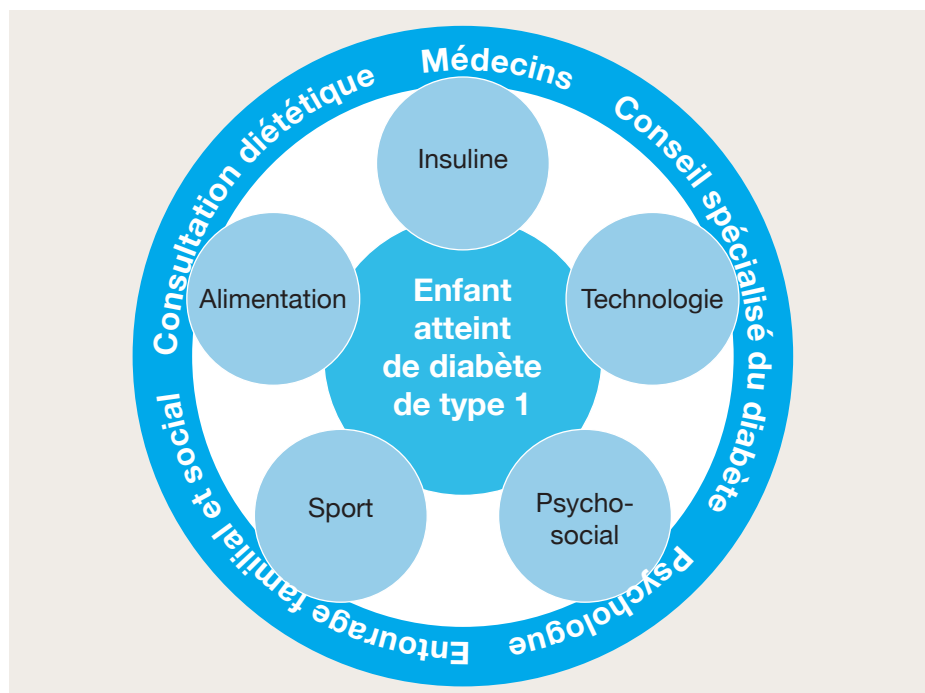 Médecins
Conseil spécialisé du diabète
Psychologue
Entourage familial et social
Consultation diététique
Insuline
Technologie
Psycho-
social
Sport
Alimentation
Enfant
atteint
de diabète
de type 1